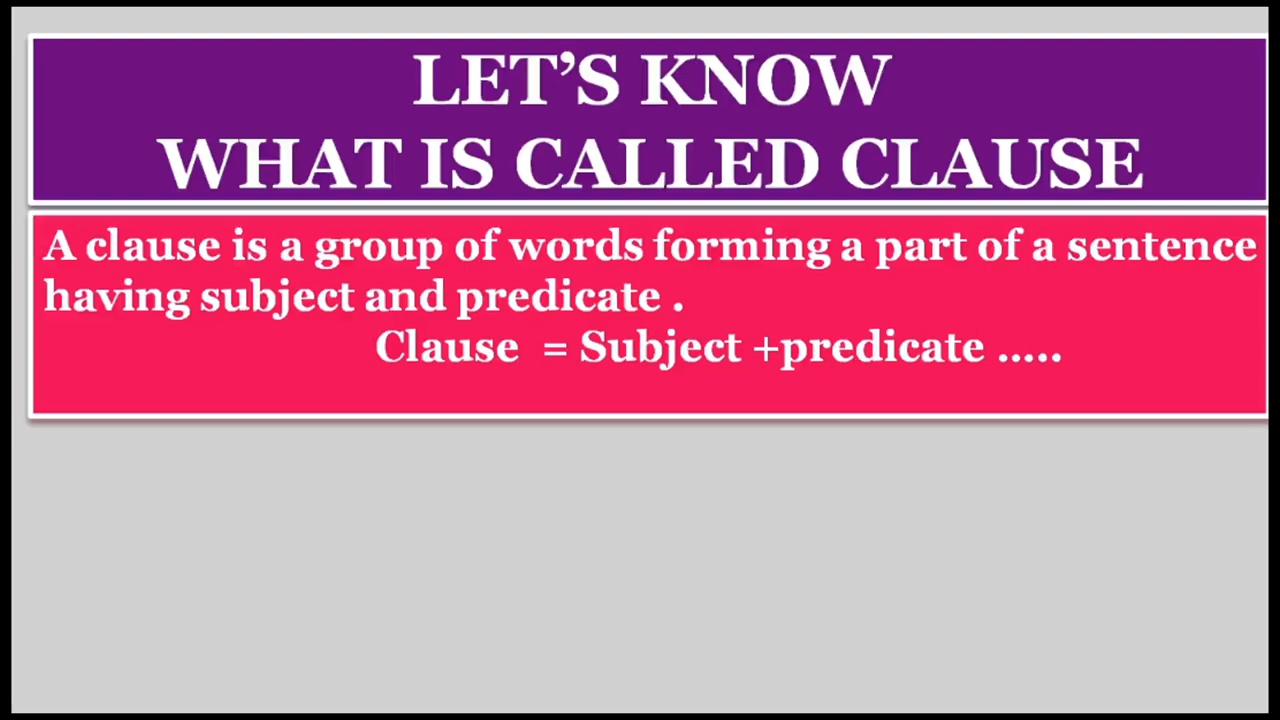 LET’S KNOW
WHAT IS CALLED CLAUSE
A clause is a group of words forming a part of a sentence
having subject and predicate .
Clause = Subject +predicate .....